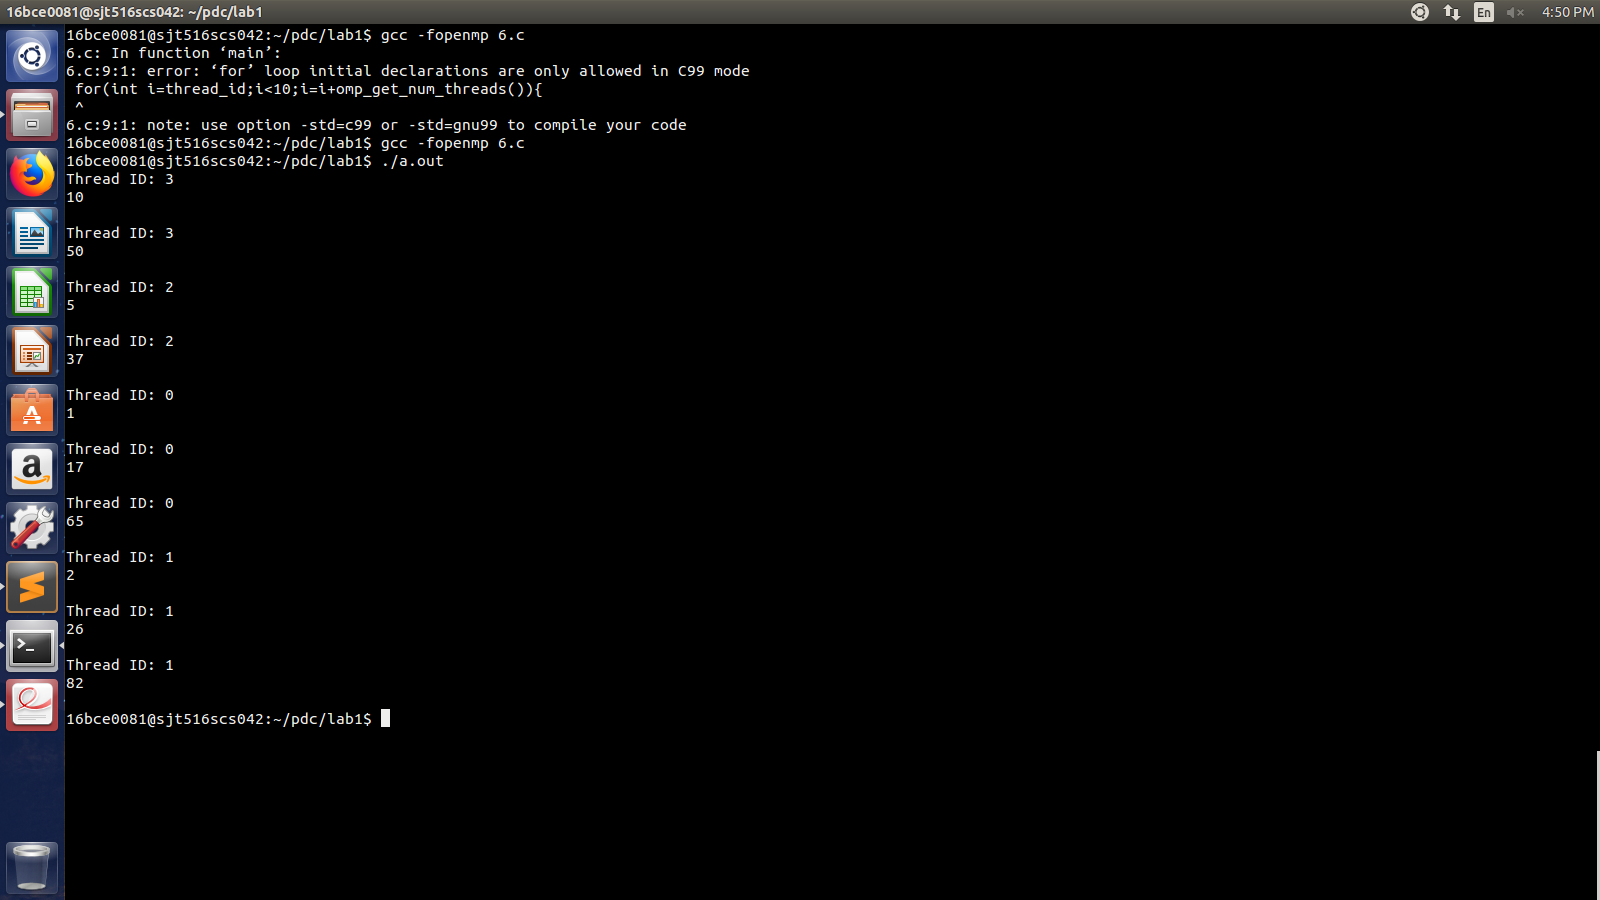 16bce0081@sjt516scs042: ~/pdc/lab1
En
4:50 PM
16bce0081@sjt516scs042:~/pdc/lab1$ gcc -fopenmp 6.c
6.c: In function ‘main’:
6.c:9:1: error: ‘for’ loop initial declarations are only allowed in C99 mode
 for(int i=thread_id;i<10;i=i+omp_get_num_threads()){
 ^
6.c:9:1: note: use option -std=c99 or -std=gnu99 to compile your code
16bce0081@sjt516scs042:~/pdc/lab1$ gcc -fopenmp 6.c
16bce0081@sjt516scs042:~/pdc/lab1$ ./a.out
Thread ID: 3
10
Thread ID: 3
50
Thread ID: 2
5
Thread ID: 2
37
Thread ID: 0
1
Thread ID: 0
17
Thread ID: 0
65
Thread ID: 1
2
Thread ID: 1
26
Thread ID: 1
82
16bce0081@sjt516scs042:~/pdc/lab1$